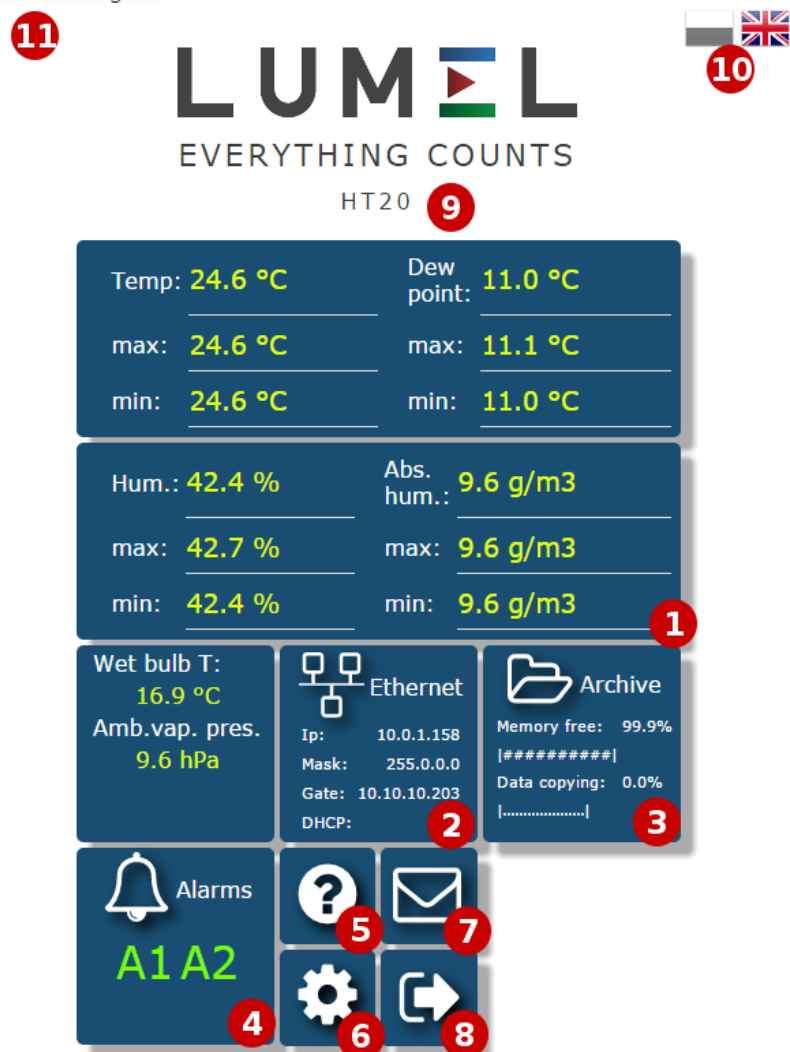 11
10
LUMEL
EVERYTHING COUNTS
HT20
9
Temp: 24.6 °C
Dew point: 11.0 °C
max: 24.6 °C
max: 11.1 °C
min: 24.6 °C
min: 11.0 °C
Hum.: 42.4 %
Abs. hum.: 9.6 g/m3
max: 42.7 %
max: 9.6 g/m3
min: 42.4 %
min: 9.6 g/m3
1
Wet bulb T:
16.9 ºC
Amb.vap. pres.
9.6 hPa
Ethernet
Ip: 10.0.1.158
Mask: 255.0.0.0
Gate: 10.10.10.203
DHCP:
2
Archive
Memory free: 99.9%
|##########|
Data copying: 0.0%
|....................|
3
Alarms
A1 A2
4
?
5
7
6
8